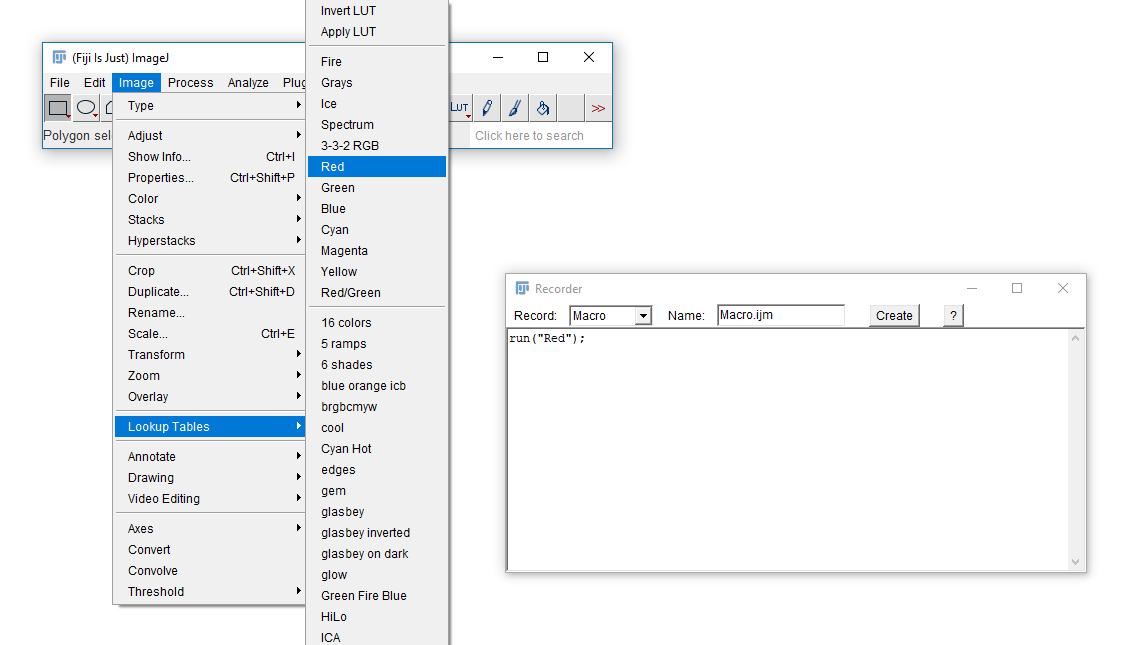 (Fiji Is Just) ImageJ
File Edit Image Process Analyze Plug
LUT
>>
Polygon sel
Click here to search
Type
Adjust
Show Info... Ctrl+I
Properties... Ctrl+Shift+P
Color
Stacks
Hyperstacks
Crop Ctrl+Shift+X
Duplicate... Ctrl+Shift+D
Rename...
Scale... Ctrl+E
Transform
Zoom
Overlay
Lookup Tables
Annotate
Drawing
Video Editing
Axes
Convert
Convolve
Threshold
Invert LUT
Apply LUT
Fire
Grays
Ice
Spectrum
3-3-2 RGB
Red
Green
Blue
Cyan
Magenta
Yellow
Red/Green
16 colors
5 ramps
6 shades
blue orange icb
brgbcmyw
cool
Cyan Hot
edges
gem
glasbey
glasbey inverted
glasbey on dark
glow
Green Fire Blue
HiLo
ICA
Recorder
Record: Macro Name: Macro.ijm Create ?
run("Red");